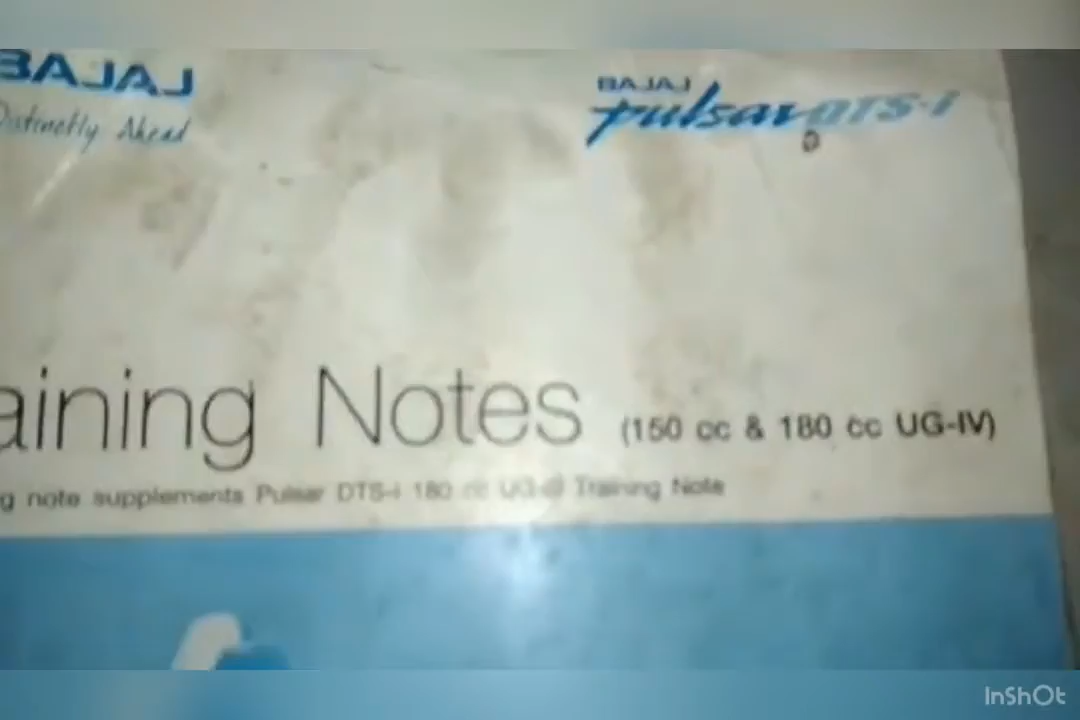 BAJAJ
Distinctly Ahead
BAJAJ
pulsar DTS-i
aining Notes (150 cc & 180 cc UG-IV)
g note supplements Pulsar DTS-i 180 cc Training Note
InShOt